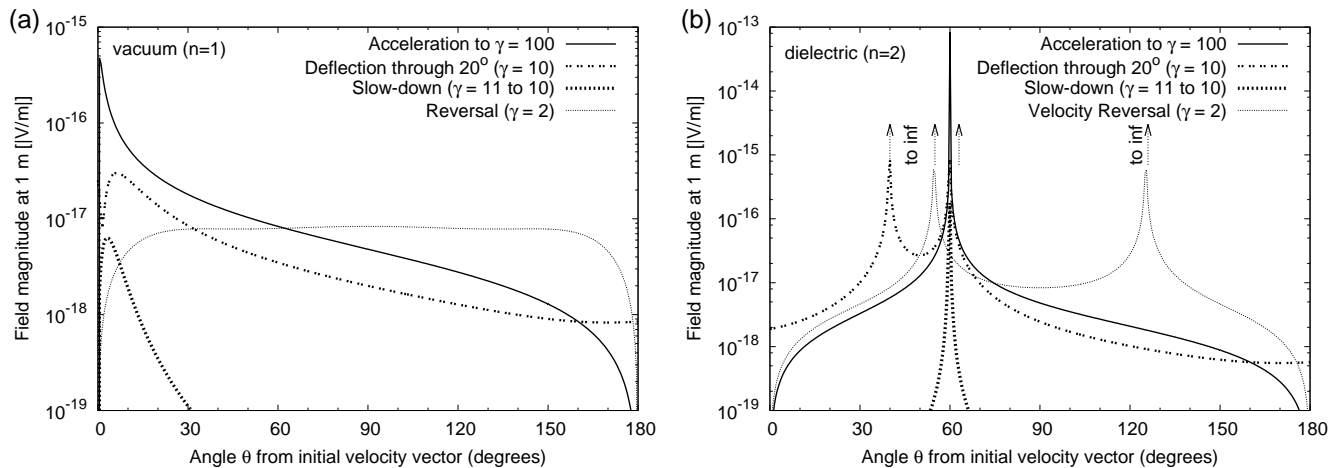 (a)
vacuum (n=1)
Acceleration to γ = 100
Deflection through 20° (γ = 10)
Slow-down (γ = 11 to 10)
Reversal (γ = 2)
Field magnitude at 1 m [|V/m|]
10⁻¹⁵
10⁻¹⁶
10⁻¹⁷
10⁻¹⁸
10⁻¹⁹
0 30 60 90 120 150 180
Angle θ from initial velocity vector (degrees)
(b)
dielectric (n=2)
Acceleration to γ = 100
Deflection through 20° (γ = 10)
Slow-down (γ = 11 to 10)
Velocity Reversal (γ = 2)
to inf
to inf
Field magnitude at 1 m [|V/m|]
10⁻¹³
10⁻¹⁴
10⁻¹⁵
10⁻¹⁶
10⁻¹⁷
10⁻¹⁸
10⁻¹⁹
0 30 60 90 120 150 180
Angle θ from initial velocity vector (degrees)